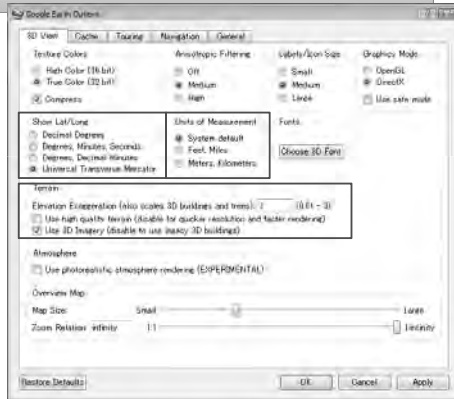 Google Earth Options
3D View Cache Touring Navigation General
Texture Colors
High Color (16 bit)
True Color (32 bit)
Compress
Anisotropic Filtering
Off
Medium
High
Labels/Icon Size
Small
Medium
Large
Graphics Mode
OpenGL
DirectX
Use safe mode
Show Lat/Long
Decimal Degrees
Degrees, Minutes, Seconds
Degrees, Decimal Minutes
Universal Transverse Mercator
Units of Measurement
System default
Feet, Miles
Meters, Kilometers
Fonts
Choose 3D Font
Terrain
Elevation Exaggeration (also scales 3D buildings and trees): (0.01 - 3)
Use high quality terrain (disable for quicker resolution and faster rendering)
Use 3D Imagery (disable to use legacy 3D buildings)
Atmosphere
Use photorealistic atmosphere rendering (EXPERIMENTAL)
Overview Map
Map Size: Small Large
Zoom Relation: infinity 1:1 1:infinity
Restore Defaults OK Cancel Apply